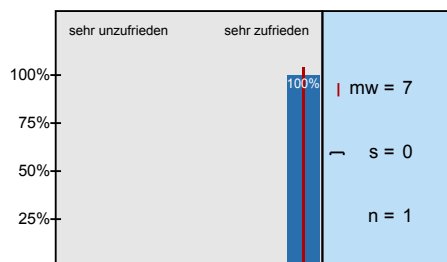 sehr unzufrieden sehr zufrieden
100%
100%
mw = 7
75%
50%
s = 0
25%
n = 1